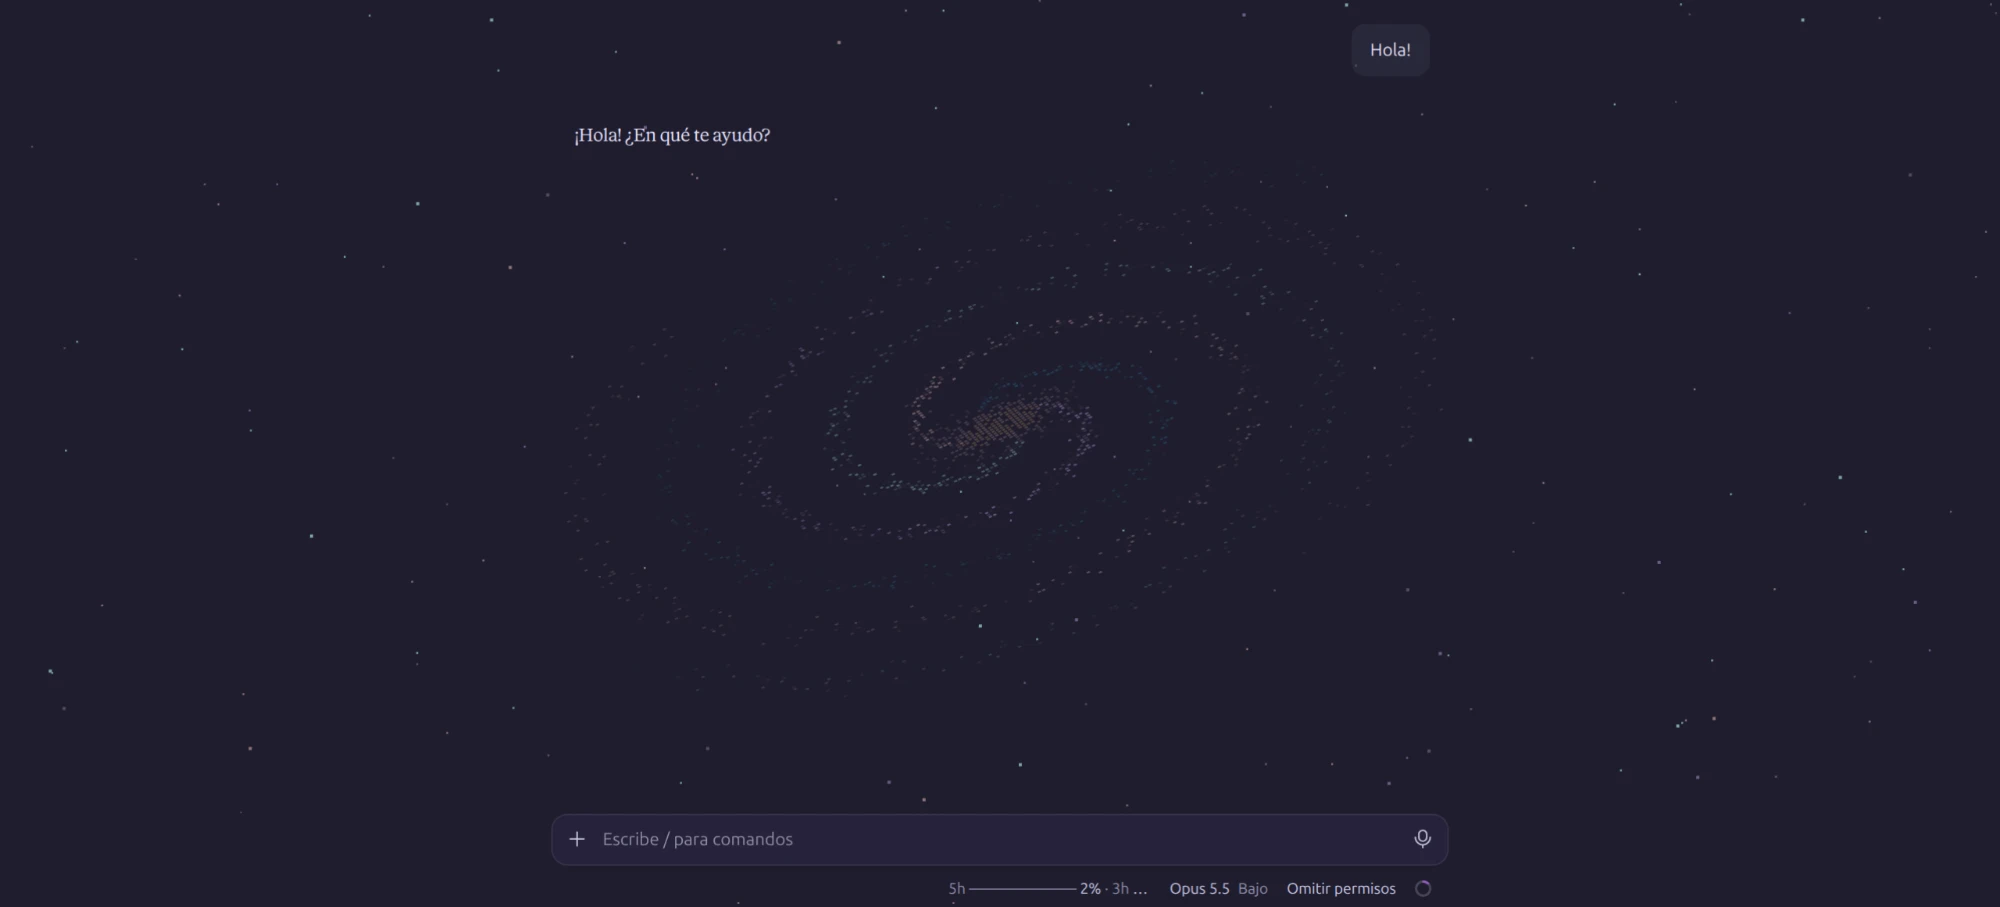 Hola!
¡Hola! ¿En qué te ayudo?
Escribe / para comandos
5h 2% · 3h ... Opus 5.5 Bajo Omitir permisos